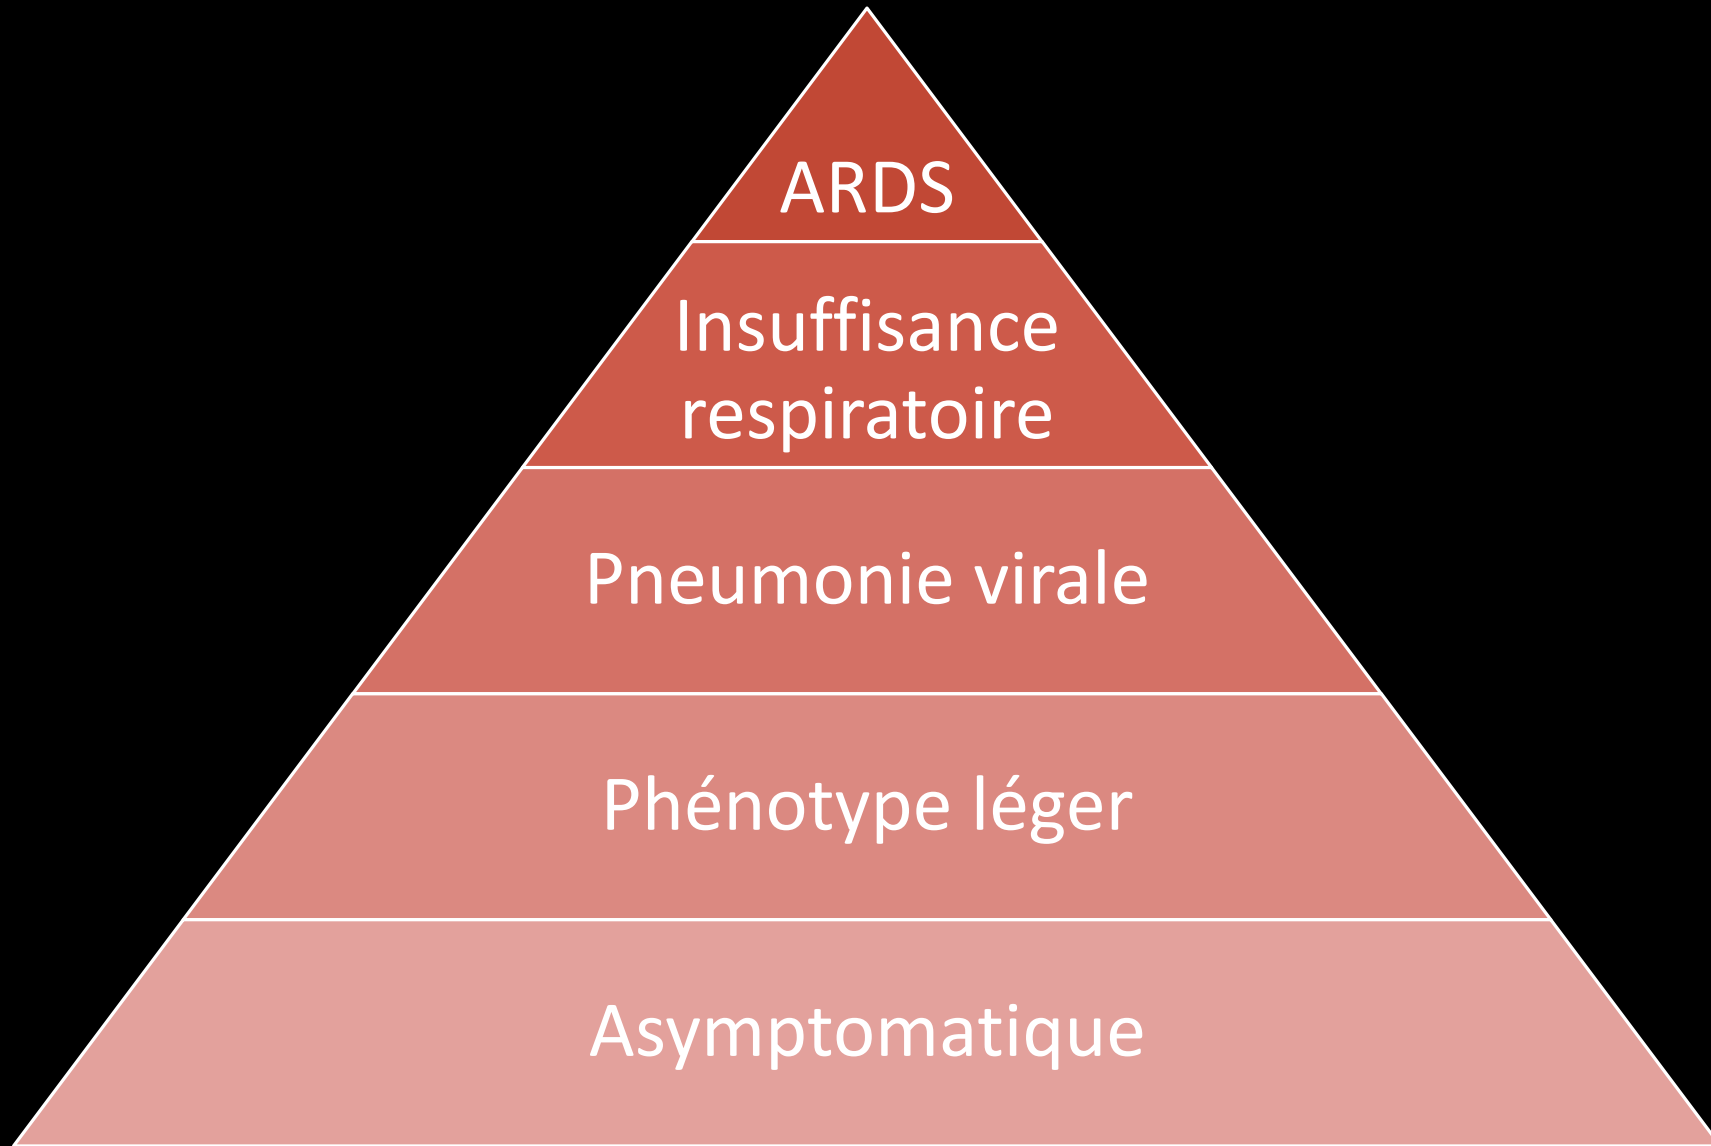 ARDS
Insuffisance
respiratoire
Pneumonie virale
Phénotype léger
Asymptomatique